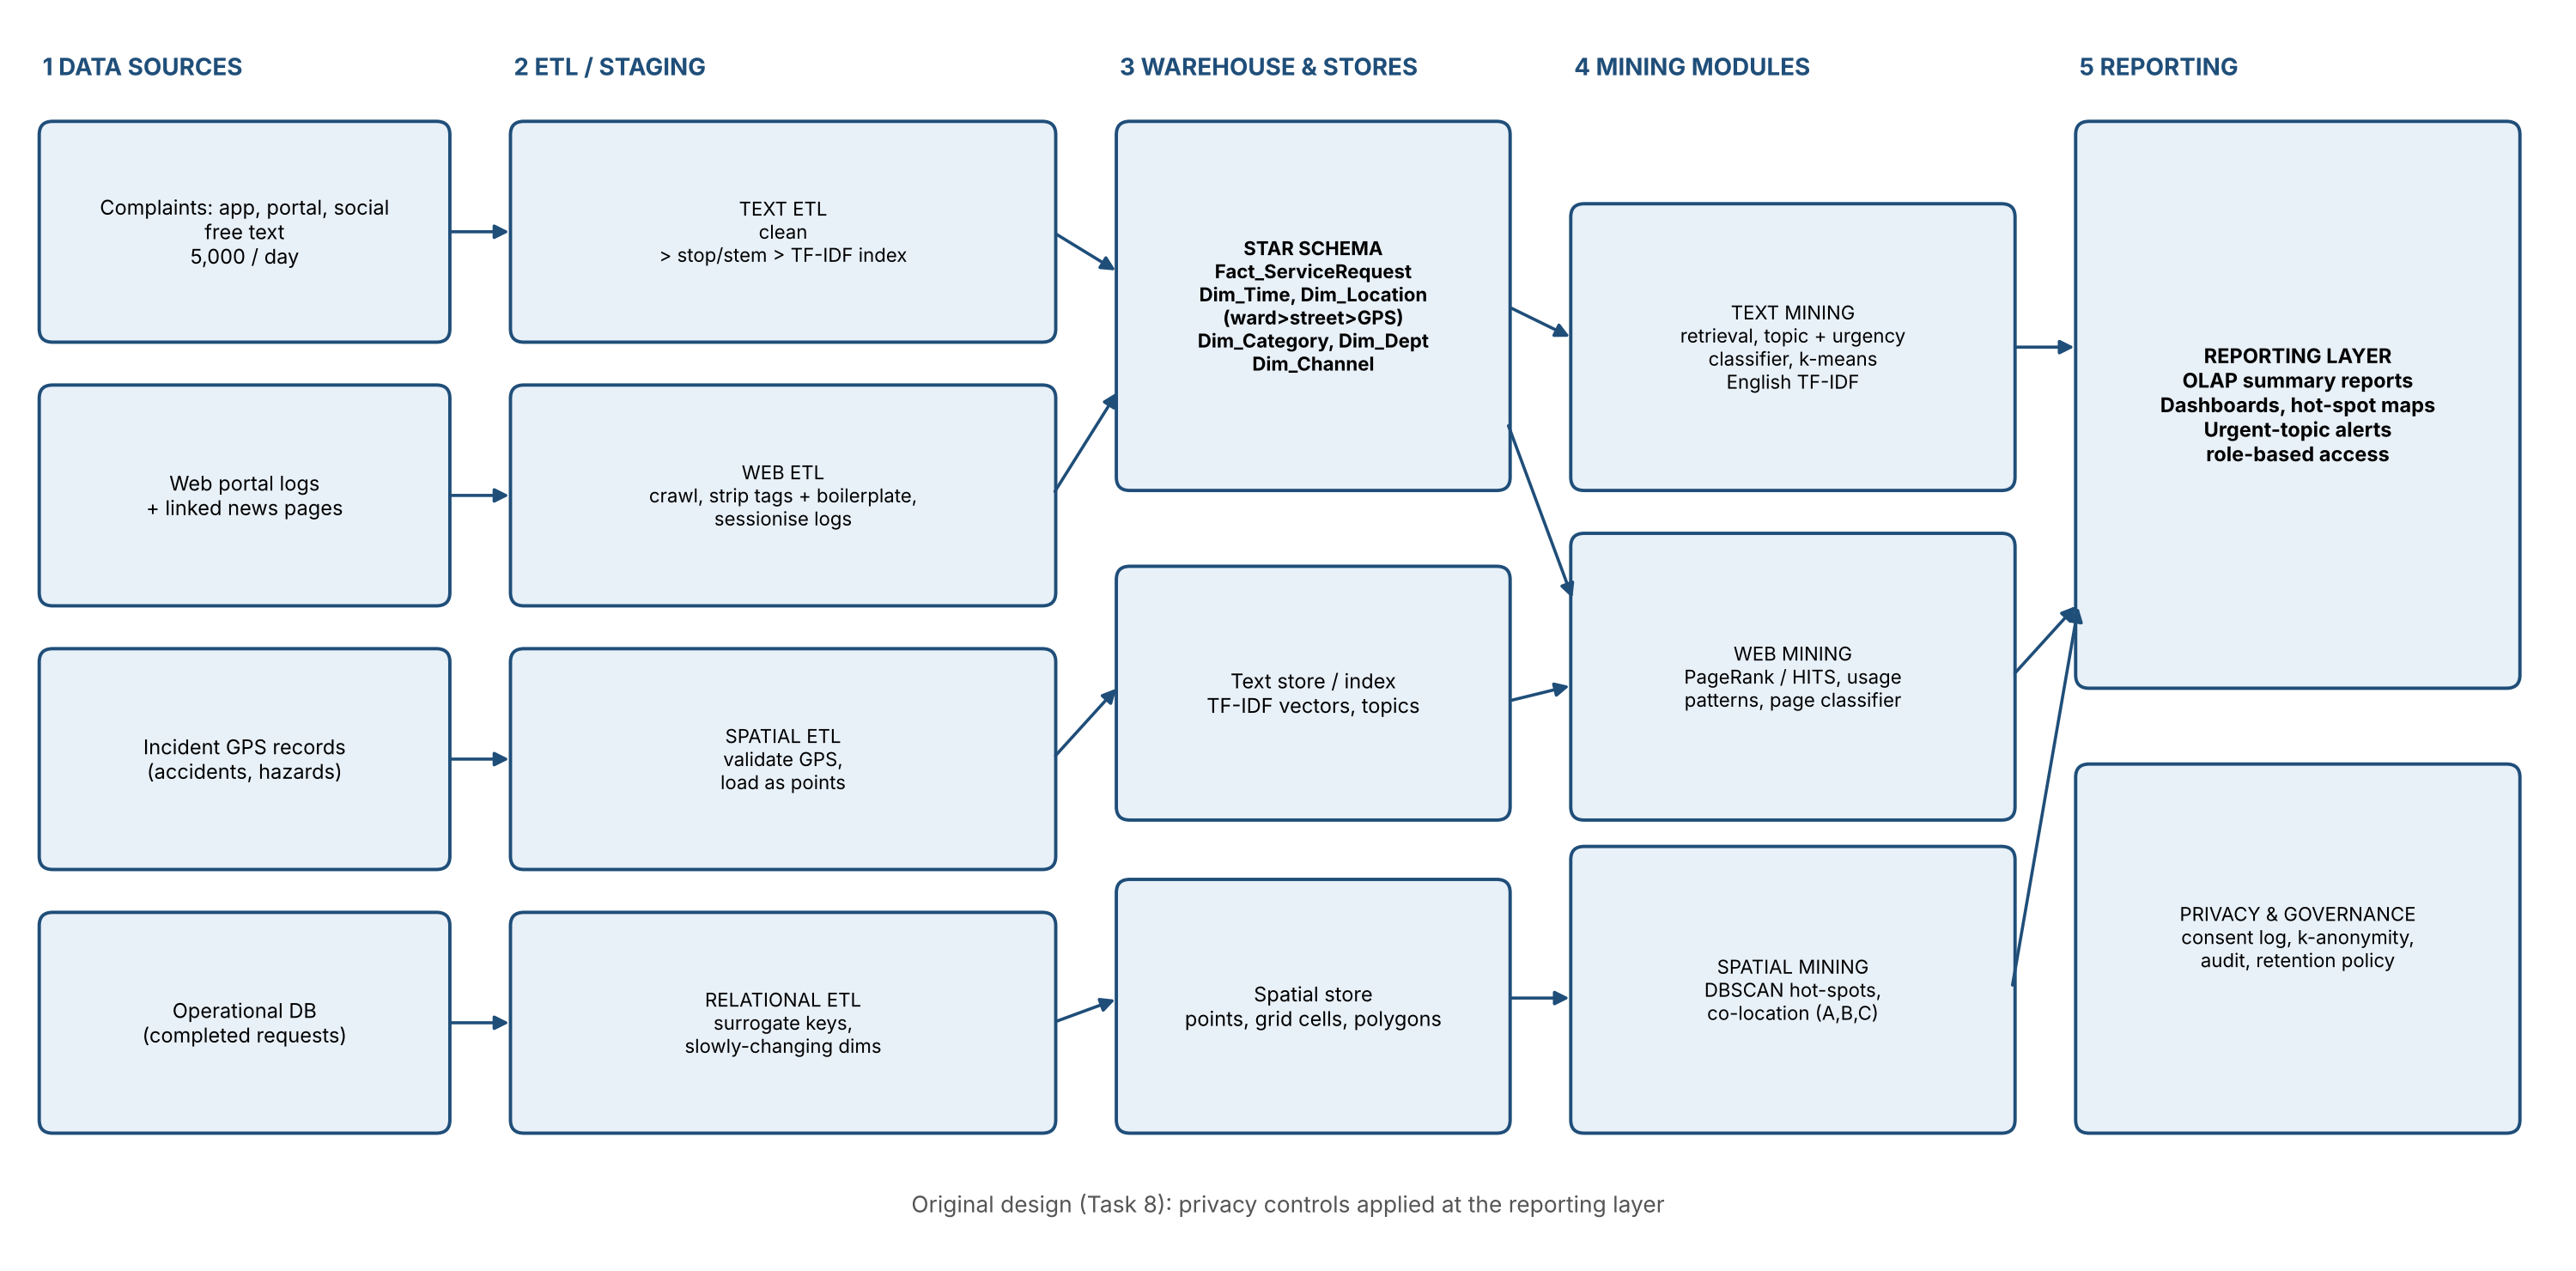 1 DATA SOURCES
2 ETL / STAGING
3 WAREHOUSE & STORES
4 MINING MODULES
5 REPORTING
Complaints: app, portal, social
free text
5,000 / day
Web portal logs
+ linked news pages
Incident GPS records
(accidents, hazards)
Operational DB
(completed requests)
TEXT ETL
clean
> stop/stem > TF-IDF index
WEB ETL
crawl, strip tags + boilerplate,
sessionise logs
SPATIAL ETL
validate GPS,
load as points
RELATIONAL ETL
surrogate keys,
slowly-changing dims
STAR SCHEMA
Fact_ServiceRequest
Dim_Time, Dim_Location
(ward>street>GPS)
Dim_Category, Dim_Dept
Dim_Channel
Text store / index
TF-IDF vectors, topics
Spatial store
points, grid cells, polygons
TEXT MINING
retrieval, topic + urgency
classifier, k-means
English TF-IDF
WEB MINING
PageRank / HITS, usage
patterns, page classifier
SPATIAL MINING
DBSCAN hot-spots,
co-location (A,B,C)
REPORTING LAYER
OLAP summary reports
Dashboards, hot-spot maps
Urgent-topic alerts
role-based access
PRIVACY & GOVERNANCE
consent log, k-anonymity,
audit, retention policy
Original design (Task 8): privacy controls applied at the reporting layer